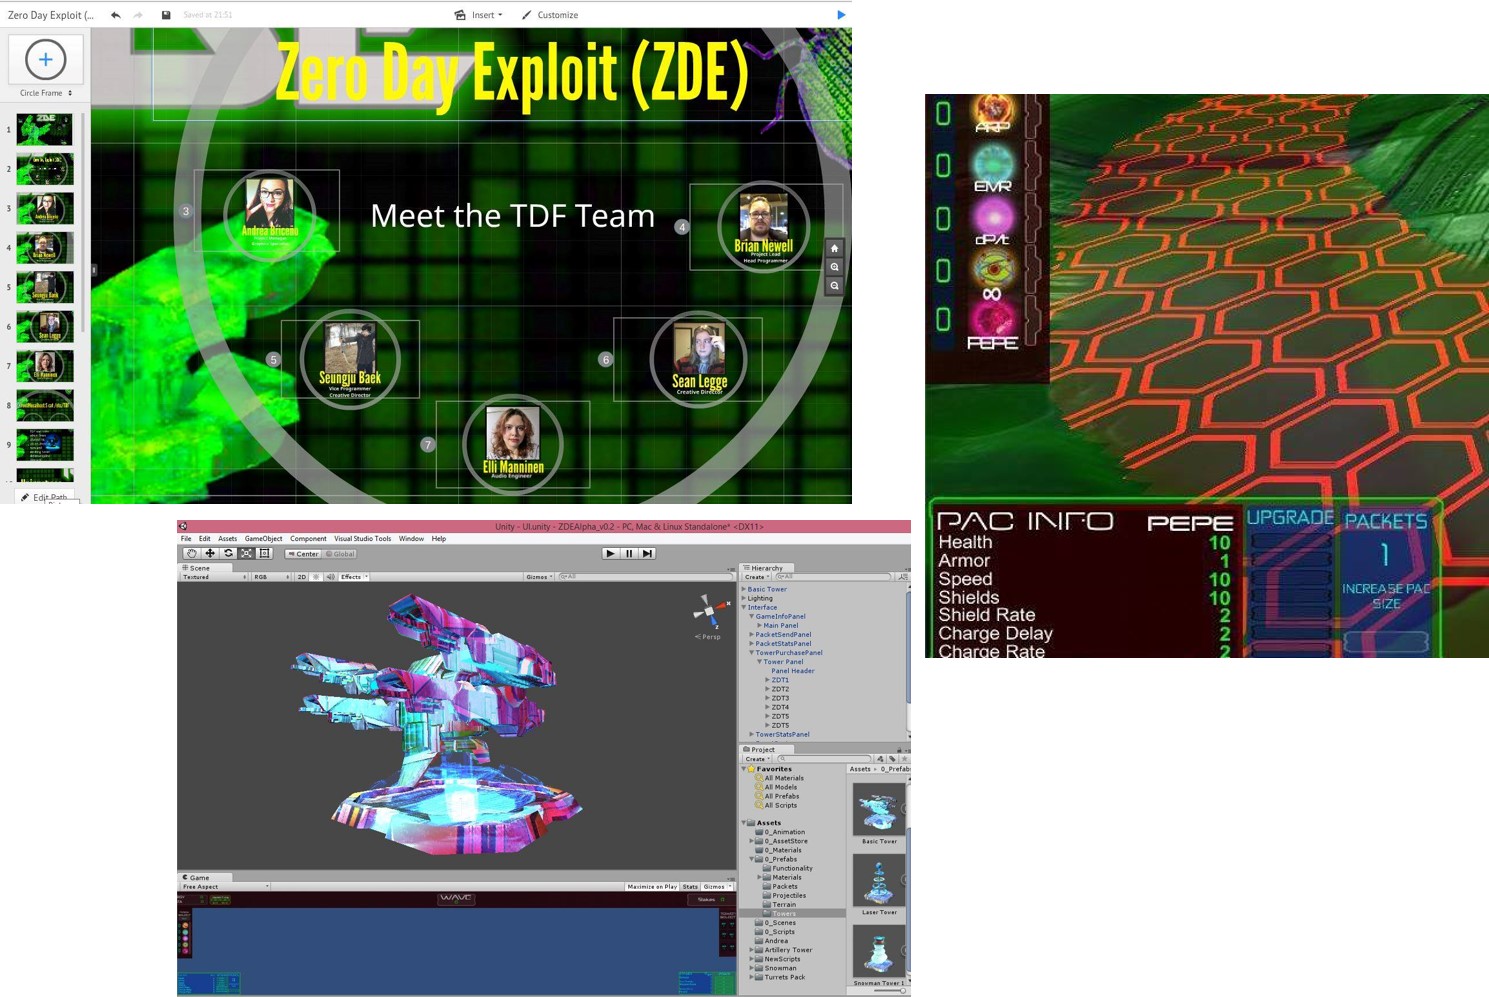 Zero Day Exploit (...
Saved at 21:51
Insert
Customize
Circle Frame
1
2
3
4
5
6
7
8
9
Edit Path
Zero Day Exploit (ZDE)
Meet the TDF Team
3
Andrea Briceño
Project Manager
4
Brian Newell
Project Lead
Head Programmer
5
Seungju Baek
Vice Programmer
Creative Director
6
Sean Legge
Creative Director
7
Elli Manninen
Audio Engineer
0
ARP
0
EMR
0
dP/t
0
∞
0
PEPE
PAC INFO PEPE
Health 10
Armor 1
Speed 10
Shields 10
Shield Rate 2
Charge Delay 2
Charge Rate 2
UPGRADE
PACKETS
1
INCREASE PAC
SIZE
Unity - UI.unity - ZDEAlpha_v0.2 - PC, Mac & Linux Standalone* <DX11>
File Edit Assets GameObject Component Visual Studio Tools Window Help
Center Global
Scene
Textured RGB 2D Effects Gizmos All
Persp
x
z
Game
Free Aspect Maximize on Play Stats Gizmos
WAVE
Hierarchy
Create All
Basic Tower
Lighting
Interface
GameInfoPanel
Main Panel
PacketSendPanel
PacketStatsPanel
TowerPurchasePanel
Tower Panel
Panel Header
ZDT1
ZDT2
ZDT3
ZDT4
ZDT5
ZDT5
TowerStatsPanel
Project
Create
Favorites
All Materials
All Models
All Prefabs
All Scripts
Assets
0_Animation
0_AssetStore
0_Materials
0_Prefabs
Functionality
Materials
Packets
Projectiles
Terrain
Towers
0_Scenes
0_Scripts
Andrea
Artillery Tower
NewScripts
Snowman
Turrets Pack
Assets 0_Prefab
Basic Tower
Laser Tower
Snowman Tower 1